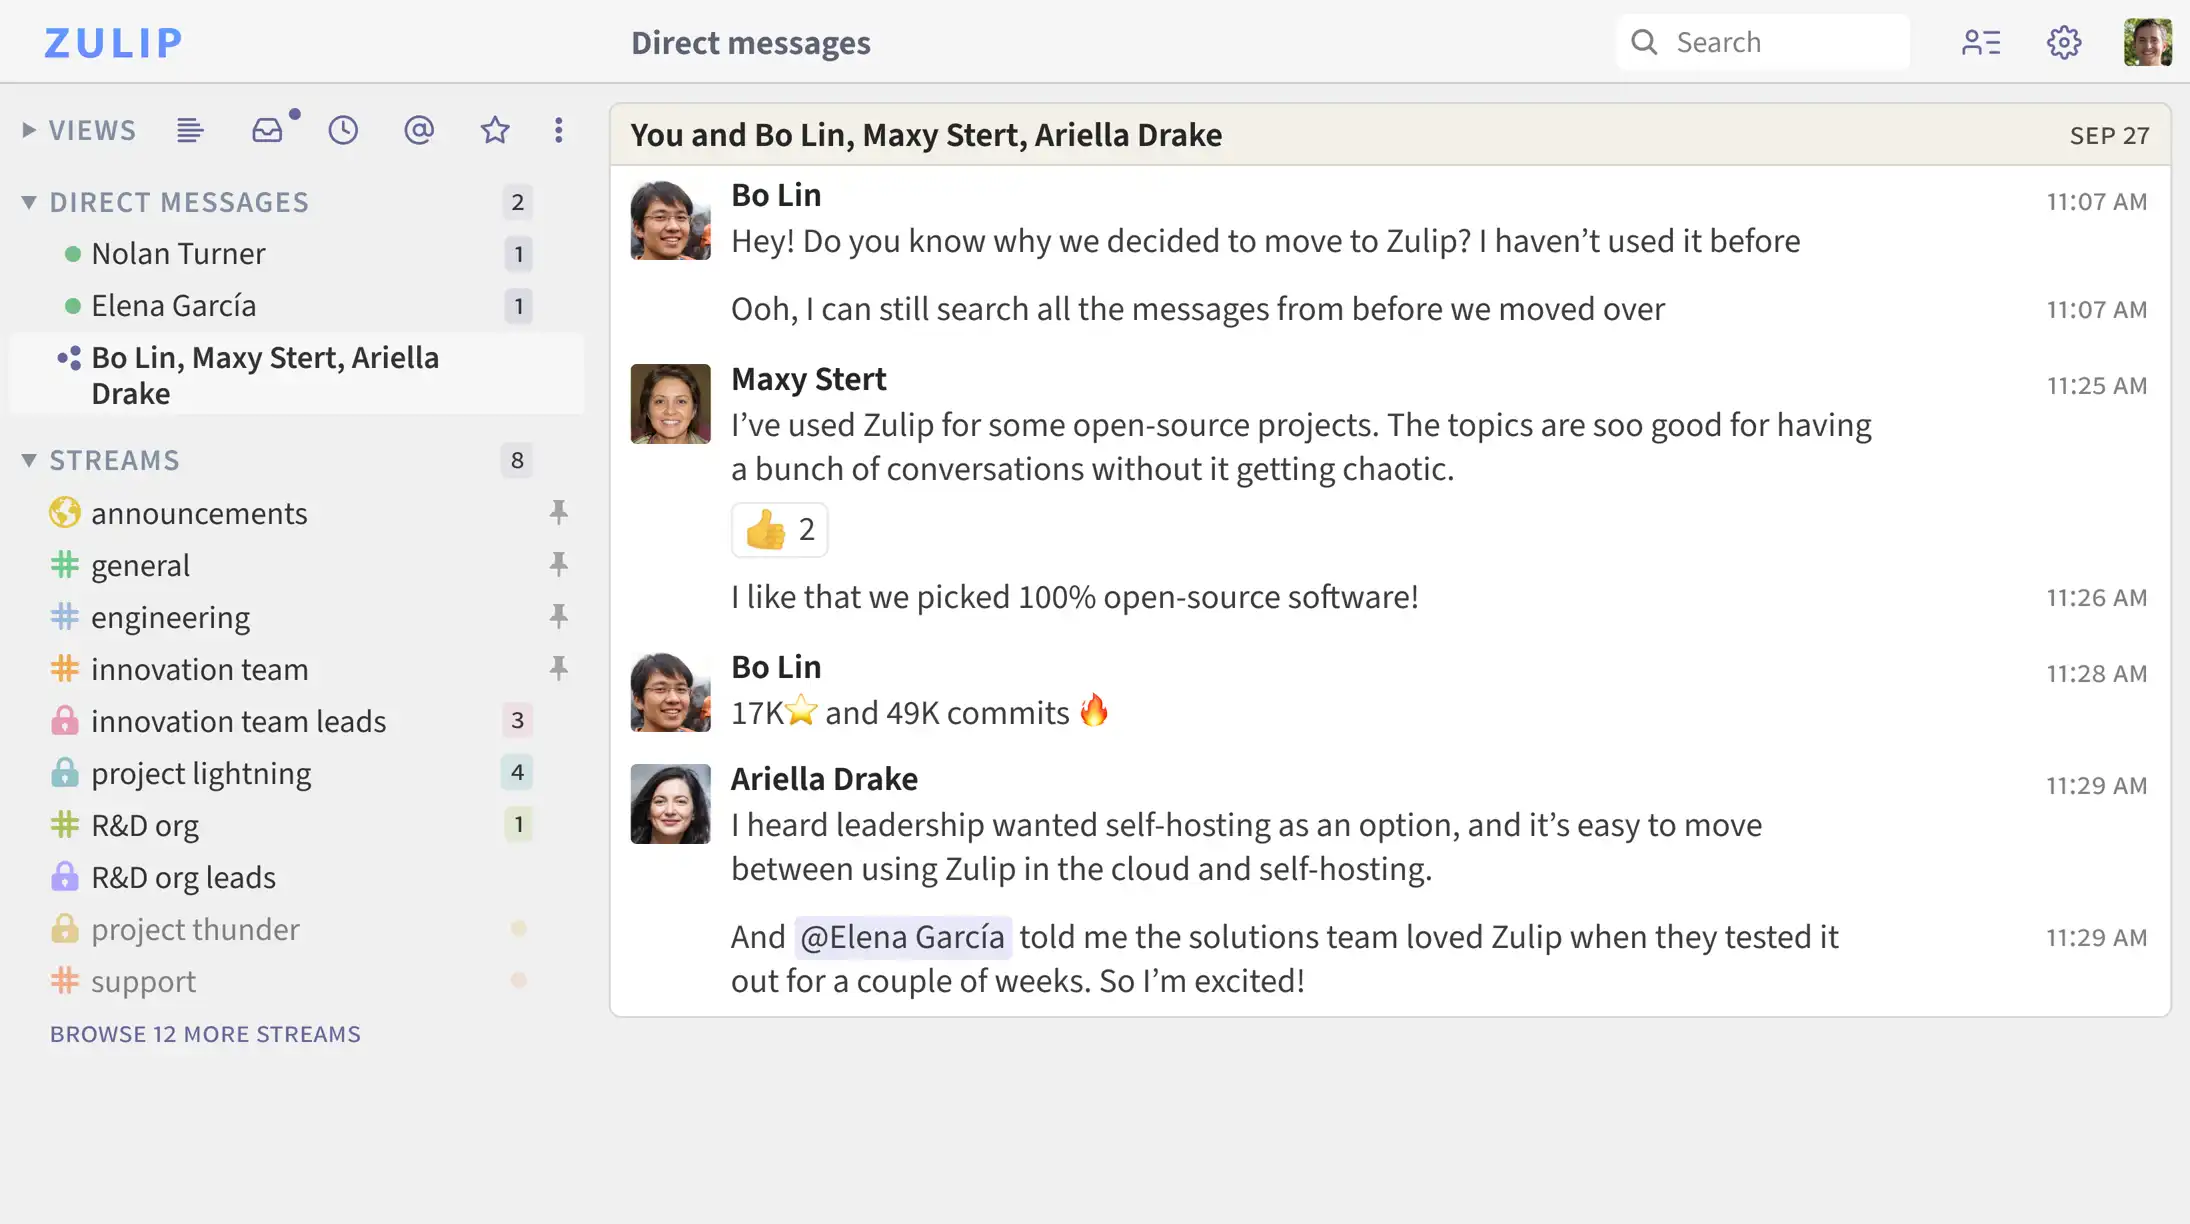 ZULIP
Direct messages
Search
VIEWS
DIRECT MESSAGES 2
Nolan Turner 1
Elena García 1
Bo Lin, Maxy Stert, Ariella
Drake
STREAMS 8
announcements
general
engineering
innovation team
innovation team leads 3
project lightning 4
R&D org 1
R&D org leads
project thunder
support
BROWSE 12 MORE STREAMS
You and Bo Lin, Maxy Stert, Ariella Drake SEP 27
Bo Lin 11:07 AM
Hey! Do you know why we decided to move to Zulip? I haven’t used it before
Ooh, I can still search all the messages from before we moved over 11:07 AM
Maxy Stert 11:25 AM
I’ve used Zulip for some open-source projects. The topics are soo good for having
a bunch of conversations without it getting chaotic.
👍 2
I like that we picked 100% open-source software! 11:26 AM
Bo Lin 11:28 AM
17K⭐ and 49K commits 🔥
Ariella Drake 11:29 AM
I heard leadership wanted self-hosting as an option, and it’s easy to move
between using Zulip in the cloud and self-hosting.
And @Elena García told me the solutions team loved Zulip when they tested it 11:29 AM
out for a couple of weeks. So I’m excited!